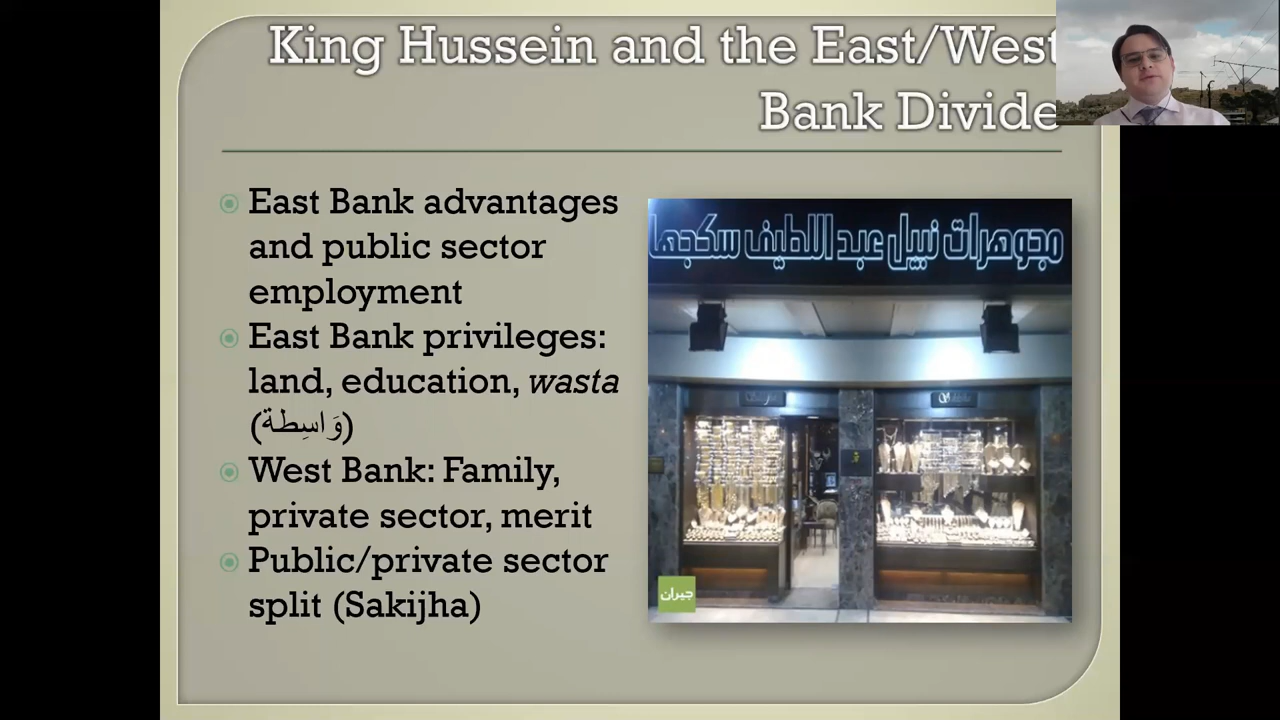 King Hussein and the East/West
Bank Divide
East Bank advantages
and public sector
employment
East Bank privileges:
land, education, wasta
(وَاسِطة)
West Bank: Family,
private sector, merit
Public/private sector
split (Sakijha)
مجوهرات نبيل عبد اللطيف سكجها
جيران